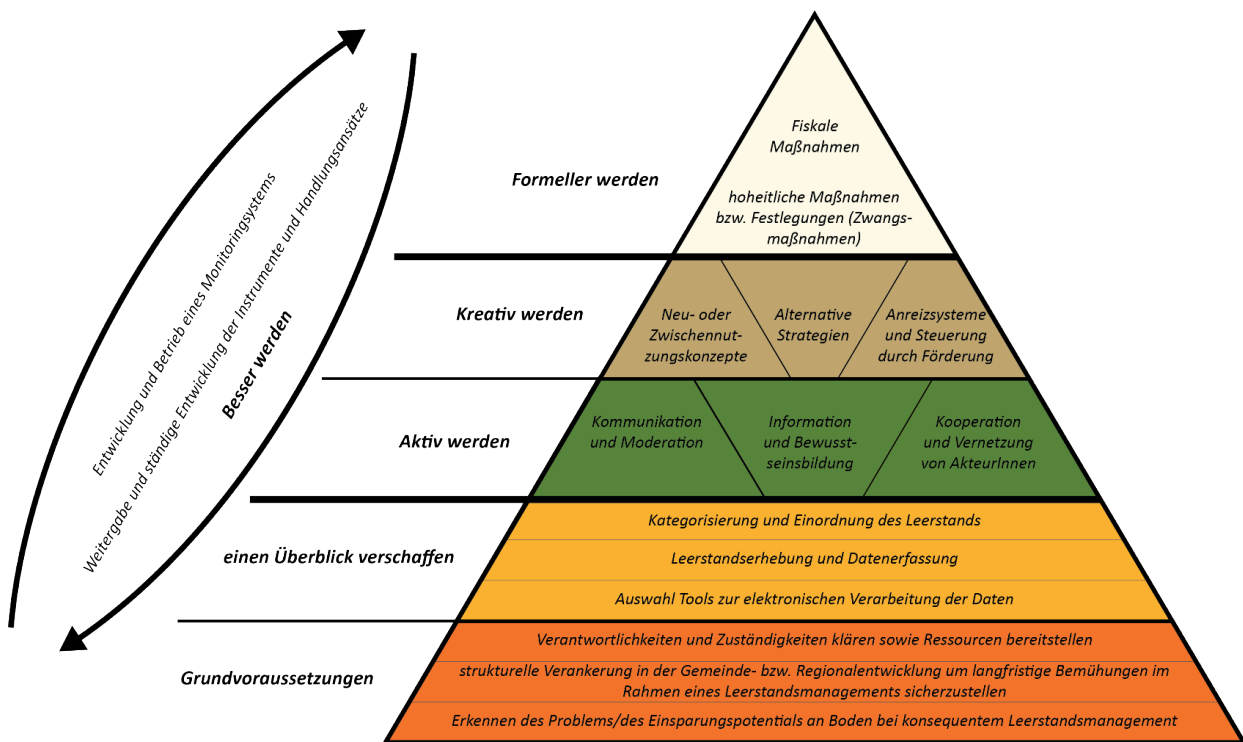 Entwicklung und Betrieb eines Monitoringsystems
Weitergabe und ständige Entwicklung der Instrumente und Handlungsansätze
Besser werden
Formeller werden
Fiskale
Maßnahmen
hoheitliche Maßnahmen
bzw. Festlegungen (Zwangs-
maßnahmen)
Kreativ werden
Neu- oder
Zwischennut-
zungskonzepte
Alternative
Strategien
Anreizsysteme
und Steuerung
durch Förderung
Aktiv werden
Kommunikation
und Moderation
Information
und Bewusst-
seinsbildung
Kooperation
und Vernetzung
von AkteurInnen
einen Überblick verschaffen
Kategorisierung und Einordnung des Leerstands
Leerstandserhebung und Datenerfassung
Auswahl Tools zur elektronischen Verarbeitung der Daten
Grundvoraussetzungen
Verantwortlichkeiten und Zuständigkeiten klären sowie Ressourcen bereitstellen
strukturelle Verankerung in der Gemeinde- bzw. Regionalentwicklung um langfristige Bemühungen im
Rahmen eines Leerstandsmanagements sicherzustellen
Erkennen des Problems/des Einsparungspotentials an Boden bei konsequentem Leerstandsmanagement